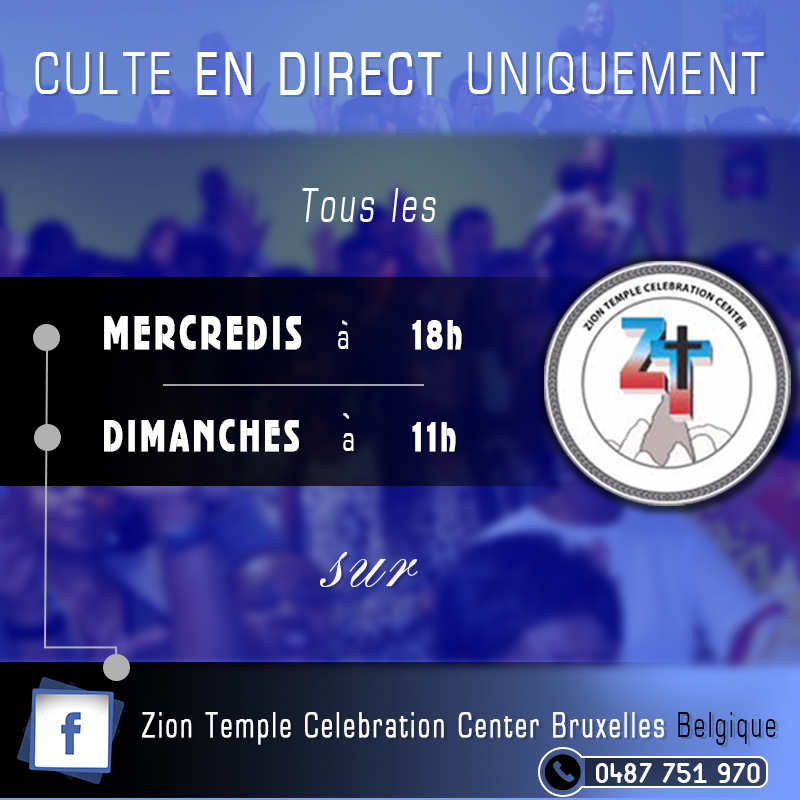 CULTE EN DIRECT UNIQUEMENT
Tous les
MERCREDIS à 18h
DIMANCHES à 11h
ZION TEMPLE CELEBRATION CENTER
ZT
sur
f
Zion Temple Celebration Center Bruxelles Belgique
0487 751 970